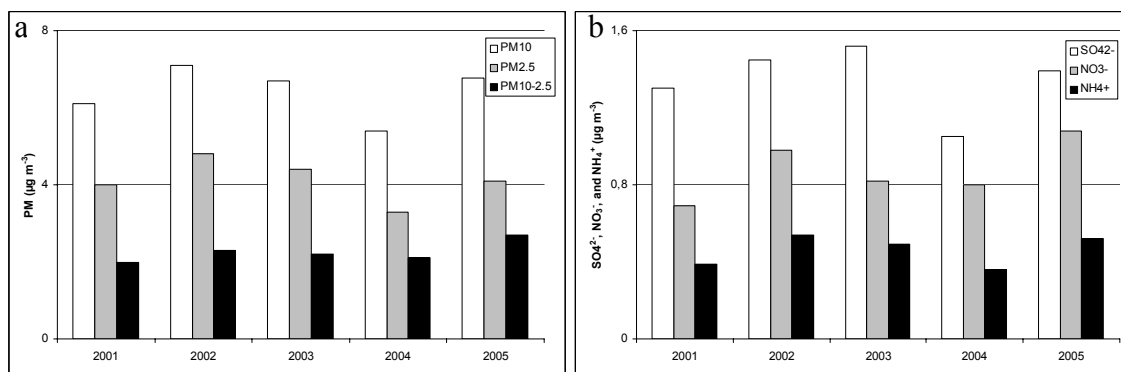 a
8
4
0
PM (µg m⁻³)
PM10
PM2.5
PM10-2.5
2001 2002 2003 2004 2005
b
1,6
0,8
0
SO4²⁻, NO₃⁻, and NH₄⁺ (µg m⁻³)
SO42-
NO3-
NH4+
2001 2002 2003 2004 2005